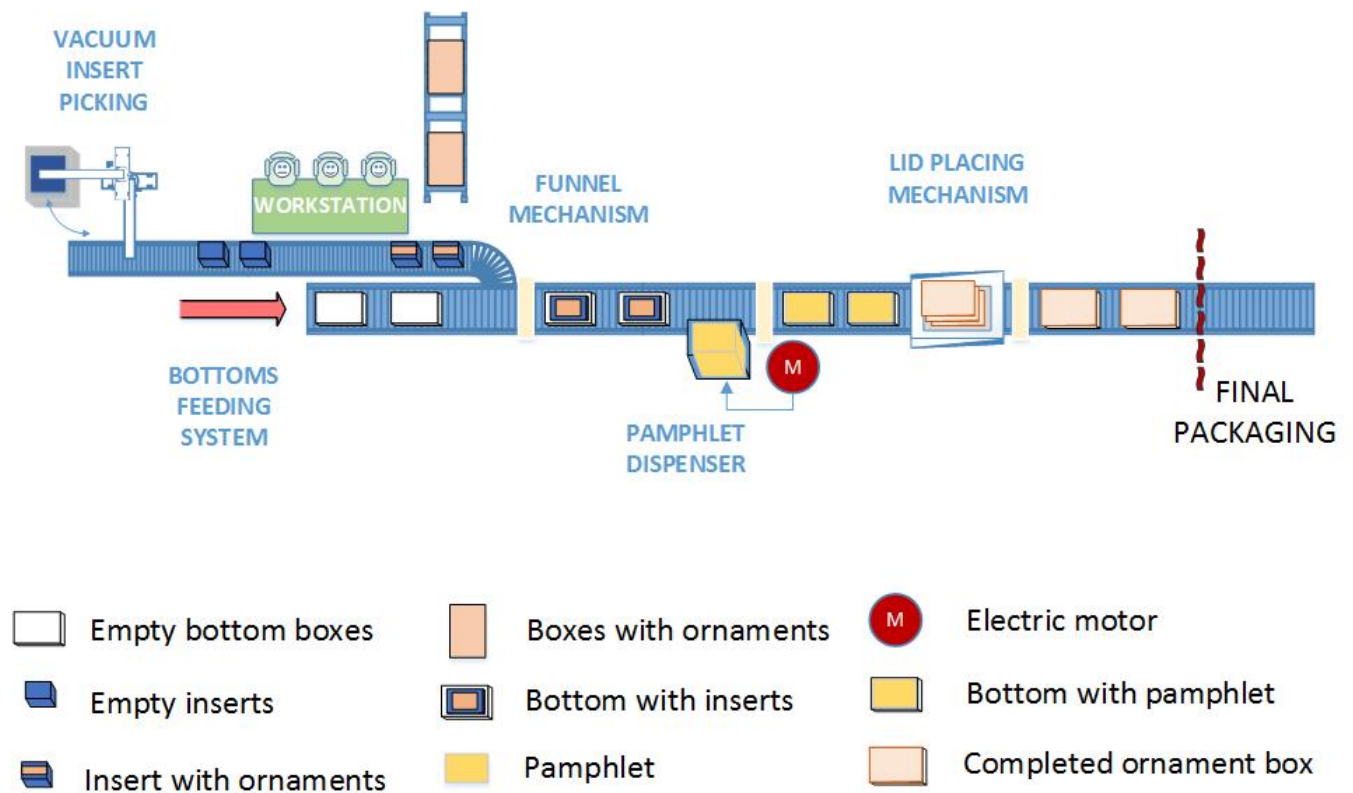 VACUUM
INSERT
PICKING
WORKSTATION
FUNNEL
MECHANISM
LID PLACING
MECHANISM
BOTTOMS
FEEDING
SYSTEM
M
PAMPHLET
DISPENSER
FINAL
PACKAGING
Empty bottom boxes
Boxes with ornaments
M
Electric motor
Empty inserts
Bottom with inserts
Bottom with pamphlet
Insert with ornaments
Pamphlet
Completed ornament box